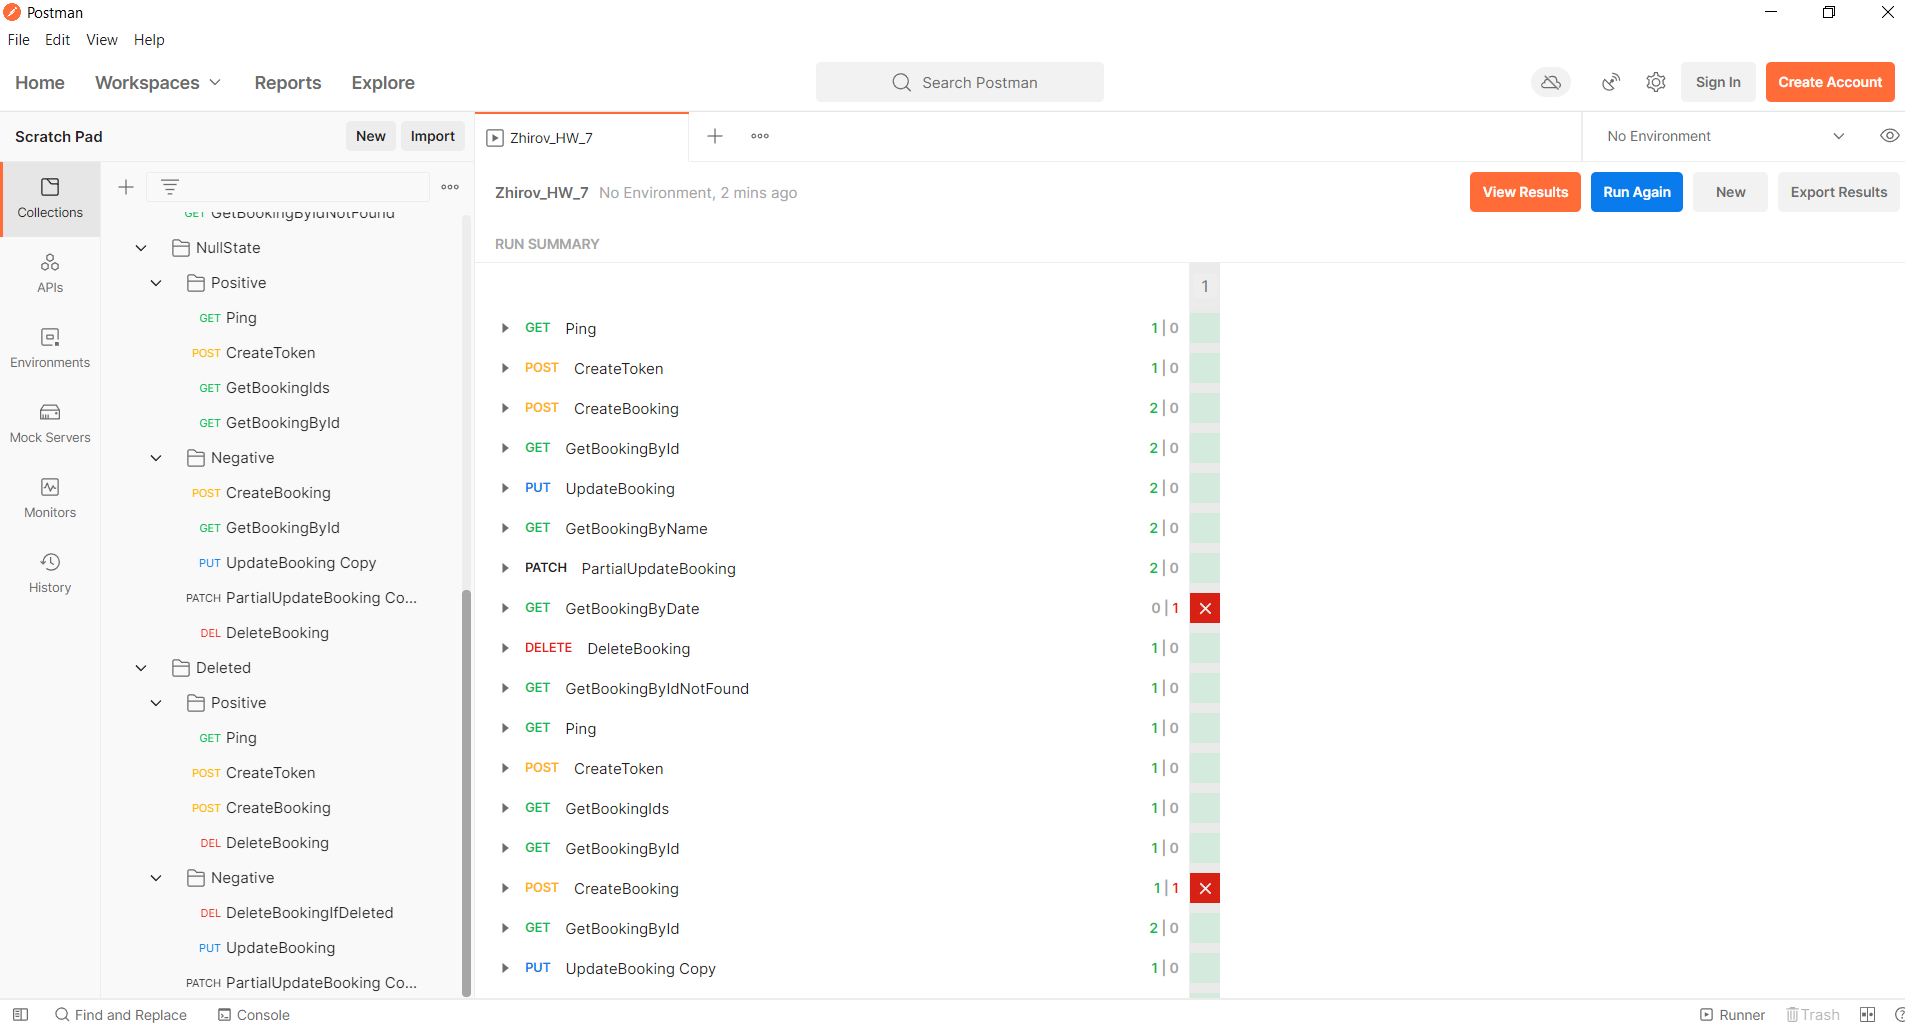 Postman
File Edit View Help
Home Workspaces Reports Explore Search Postman Sign In Create Account
Scratch Pad New Import Zhirov_HW_7 No Environment
Zhirov_HW_7 No Environment, 2 mins ago View Results Run Again New Export Results
RUN SUMMARY
Collections
APIs
Environments
Mock Servers
Monitors
History
GET GetBookingByIdNotFound
NullState
Positive
GET Ping
POST CreateToken
GET GetBookingIds
GET GetBookingById
Negative
POST CreateBooking
GET GetBookingById
PUT UpdateBooking Copy
PATCH PartialUpdateBooking Co...
DEL DeleteBooking
Deleted
Positive
GET Ping
POST CreateToken
POST CreateBooking
DEL DeleteBooking
Negative
DEL DeleteBookingIfDeleted
PUT UpdateBooking
PATCH PartialUpdateBooking Co...
1
GET Ping 1 | 0
POST CreateToken 1 | 0
POST CreateBooking 2 | 0
GET GetBookingById 2 | 0
PUT UpdateBooking 2 | 0
GET GetBookingByName 2 | 0
PATCH PartialUpdateBooking 2 | 0
GET GetBookingByDate 0 | 1
DELETE DeleteBooking 1 | 0
GET GetBookingByIdNotFound 1 | 0
GET Ping 1 | 0
POST CreateToken 1 | 0
GET GetBookingIds 1 | 0
GET GetBookingById 1 | 0
POST CreateBooking 1 | 1
GET GetBookingById 2 | 0
PUT UpdateBooking Copy 1 | 0
Find and Replace Console Runner Trash